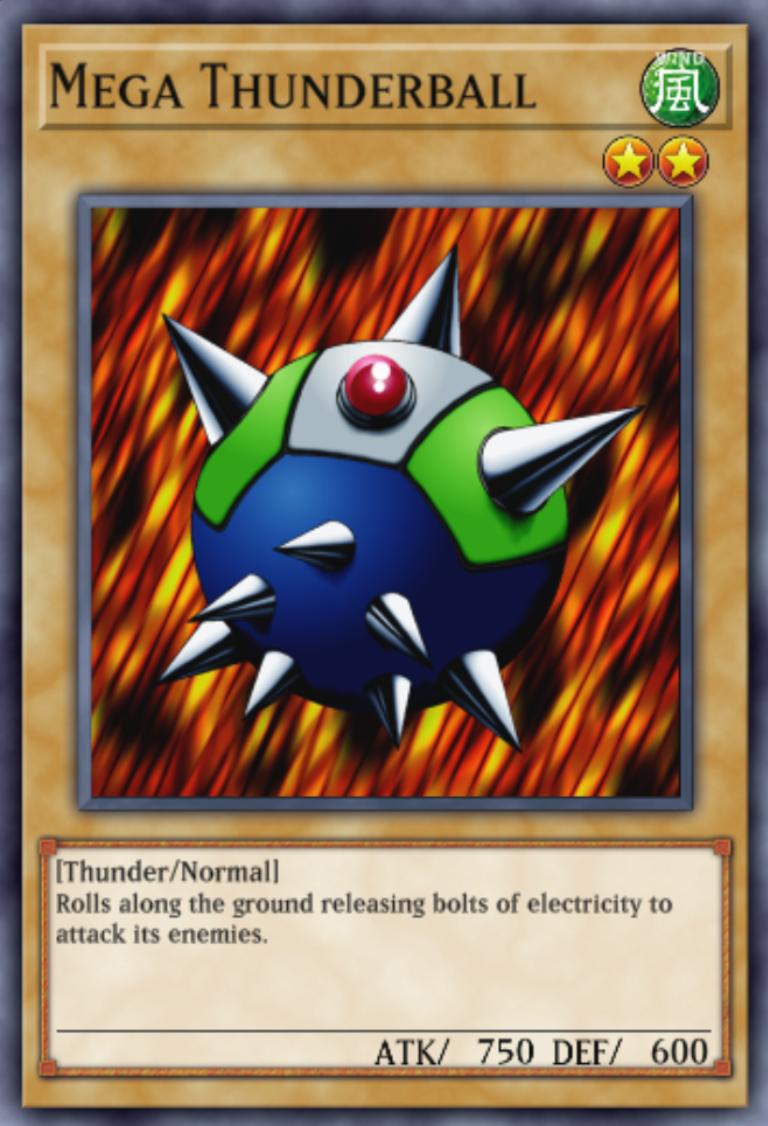 Mega Thunderball
WIND
風
[Thunder/Normal]
Rolls along the ground releasing bolts of electricity to
attack its enemies.
ATK/ 750 DEF/ 600